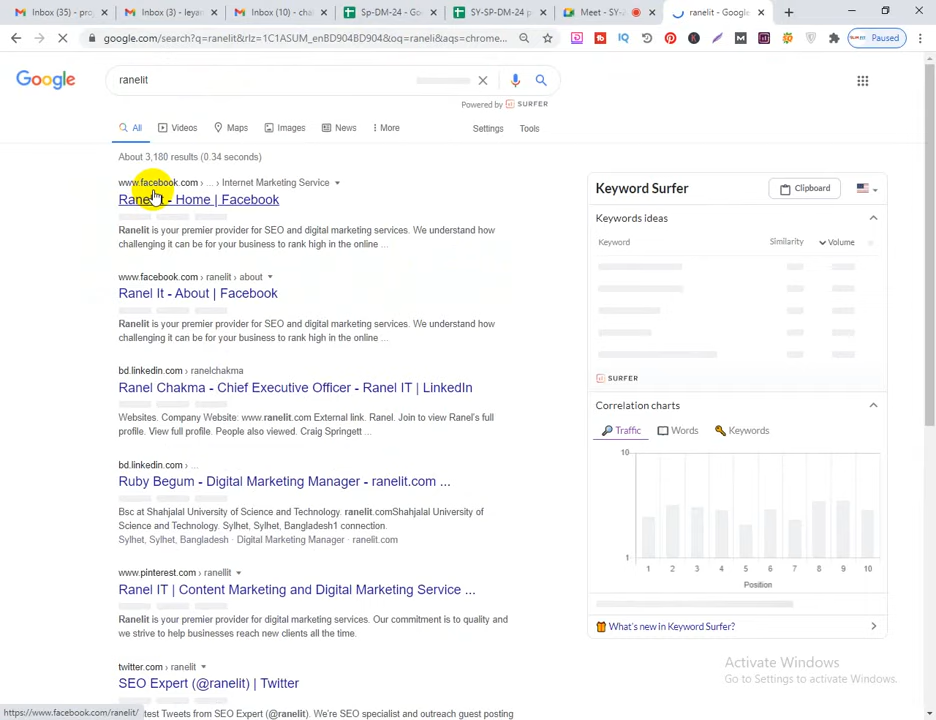 Inbox (35) - proj
Inbox (3) - leyan
Inbox (10) - cha
Sp-DM-24 - Goo
SY-SP-DM-24 p
Meet - SY-
ranelit - Google
google.com/search?q=ranelit&rlz=1C1ASUM_enBD904BD904&oq=raneli&aqs=chrome...
Paused
Google
ranelit
Powered by SURFER
All
Videos
Maps
Images
News
More
Settings
Tools
About 3,180 results (0.34 seconds)
www.facebook.com › ... › Internet Marketing Service
Ranel It - Home | Facebook
Ranelit is your premier provider for SEO and digital marketing services. We understand how
challenging it can be for your business to rank high in the online ...
www.facebook.com › ranelit › about
Ranel It - About | Facebook
Ranelit is your premier provider for SEO and digital marketing services. We understand how
challenging it can be for your business to rank high in the online ...
bd.linkedin.com › ranelchakma
Ranel Chakma - Chief Executive Officer - Ranel IT | LinkedIn
Websites. Company Website: www.ranelit.com External link. Ranel. Join to view Ranel's full
profile. View full profile. People also viewed. Craig Springett ...
bd.linkedin.com › ...
Ruby Begum - Digital Marketing Manager - ranelit.com ...
Bsc at Shahjalal University of Science and Technology. ranelit.comShahjalal University of
Science and Technology. Sylhet, Sylhet, Bangladesh1 connection.
Sylhet, Sylhet, Bangladesh · Digital Marketing Manager · ranelit.com
www.pinterest.com › ranellit
Ranel IT | Content Marketing and Digital Marketing Service ...
Ranelit is your premier provider for digital marketing services. Our commitment is to quality and
we strive to help businesses reach new clients all the time.
twitter.com › ranelit
SEO Expert (@ranelit) | Twitter
test Tweets from SEO Expert (@ranelit). We're SEO specialist and outreach guest posting
https://www.facebook.com/ranelit/
Keyword Surfer
Clipboard
Keywords ideas
Keyword
Similarity
Volume
SURFER
Correlation charts
Traffic
Words
Keywords
10
1
1 2 3 4 5 6 7 8 9 10
Position
What's new in Keyword Surfer?
Activate Windows
Go to Settings to activate Windows.